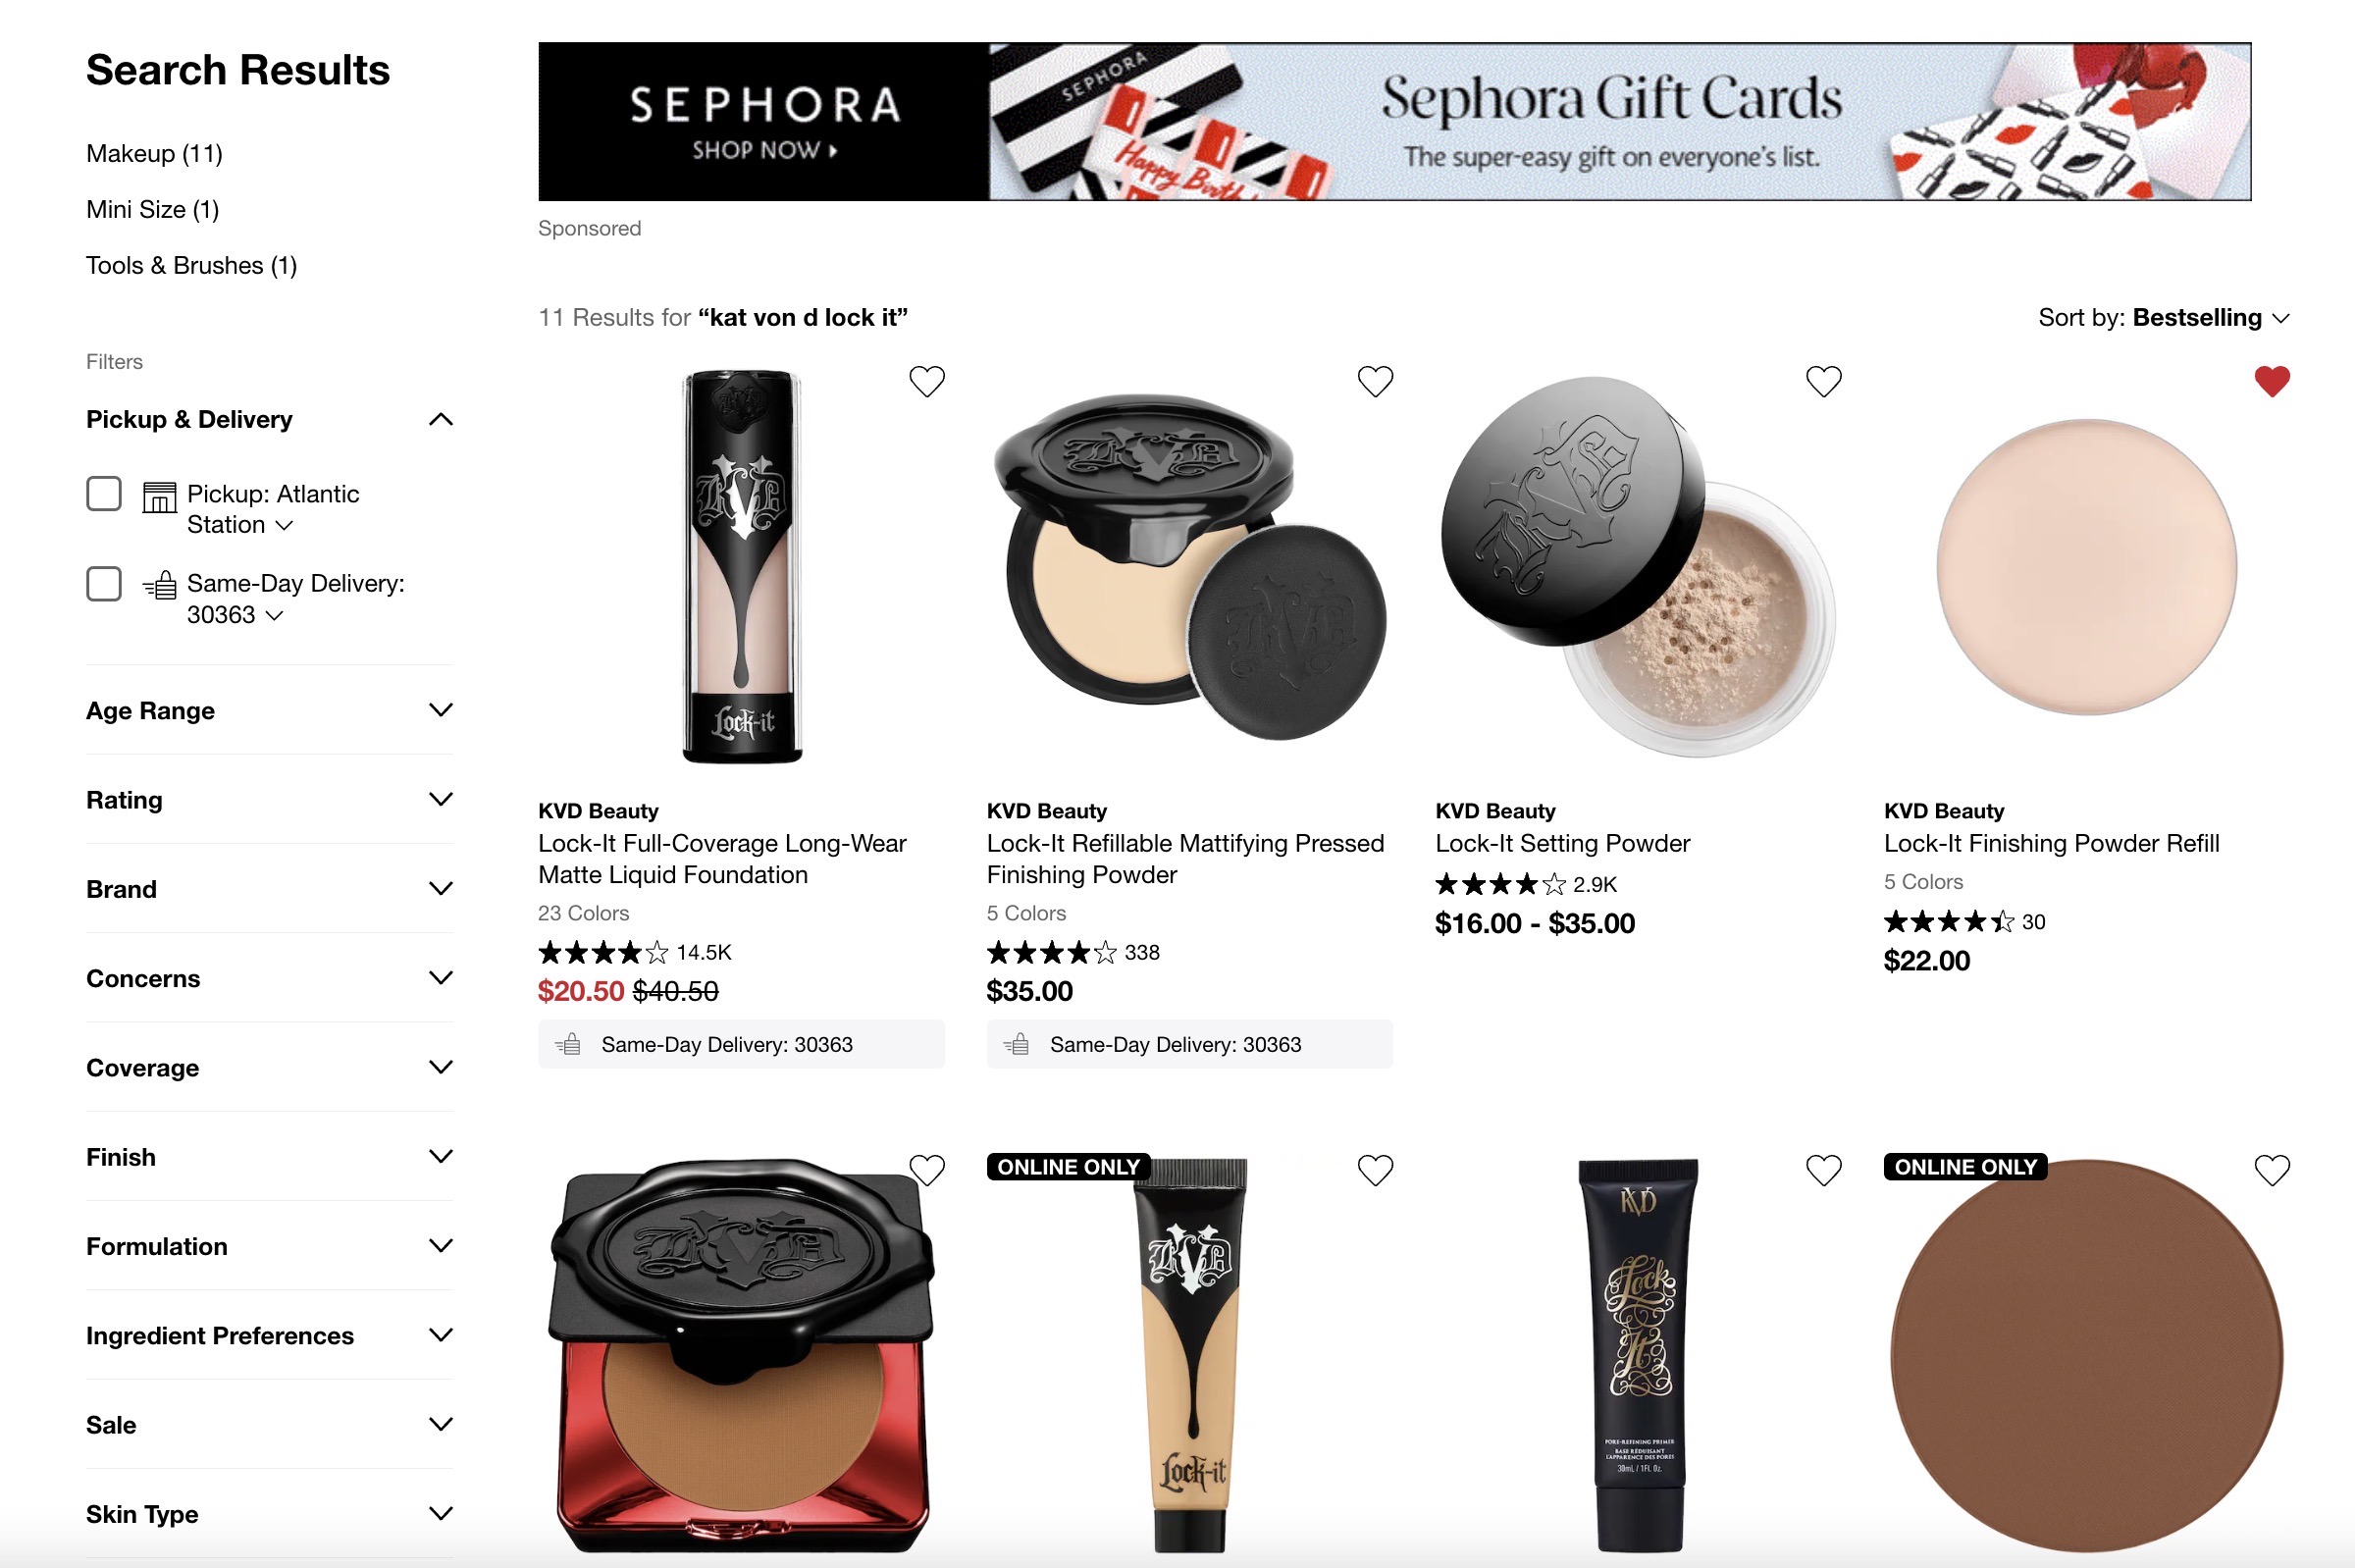 Search Results
Makeup (11)
Mini Size (1)
Tools & Brushes (1)
Filters
Pickup & Delivery
Pickup: Atlantic
Station
Same-Day Delivery:
30363
Age Range
Rating
Brand
Concerns
Coverage
Finish
Formulation
Ingredient Preferences
Sale
Skin Type
SEPHORA
SHOP NOW
SEPHORA
Happy Birth
Sephora Gift Cards
The super-easy gift on everyone's list.
Sponsored
11 Results for “kat von d lock it”
Sort by: Bestselling
KVD
Lock-it
KVD
KVD
KVD
KVD Beauty
Lock-It Full-Coverage Long-Wear
Matte Liquid Foundation
23 Colors
14.5K
$20.50 $40.50
Same-Day Delivery: 30363
KVD Beauty
Lock-It Refillable Mattifying Pressed
Finishing Powder
5 Colors
338
$35.00
Same-Day Delivery: 30363
KVD Beauty
Lock-It Setting Powder
2.9K
$16.00 - $35.00
KVD Beauty
Lock-It Finishing Powder Refill
5 Colors
30
$22.00
KVD
ONLINE ONLY
KVD
Lock-it
KVD
Lock
It
PORE-REFINING PRIMER
BASE RÉDUISANT
L'APPARENCE DES PORES
30mL / 1 Fl. Oz.
ONLINE ONLY